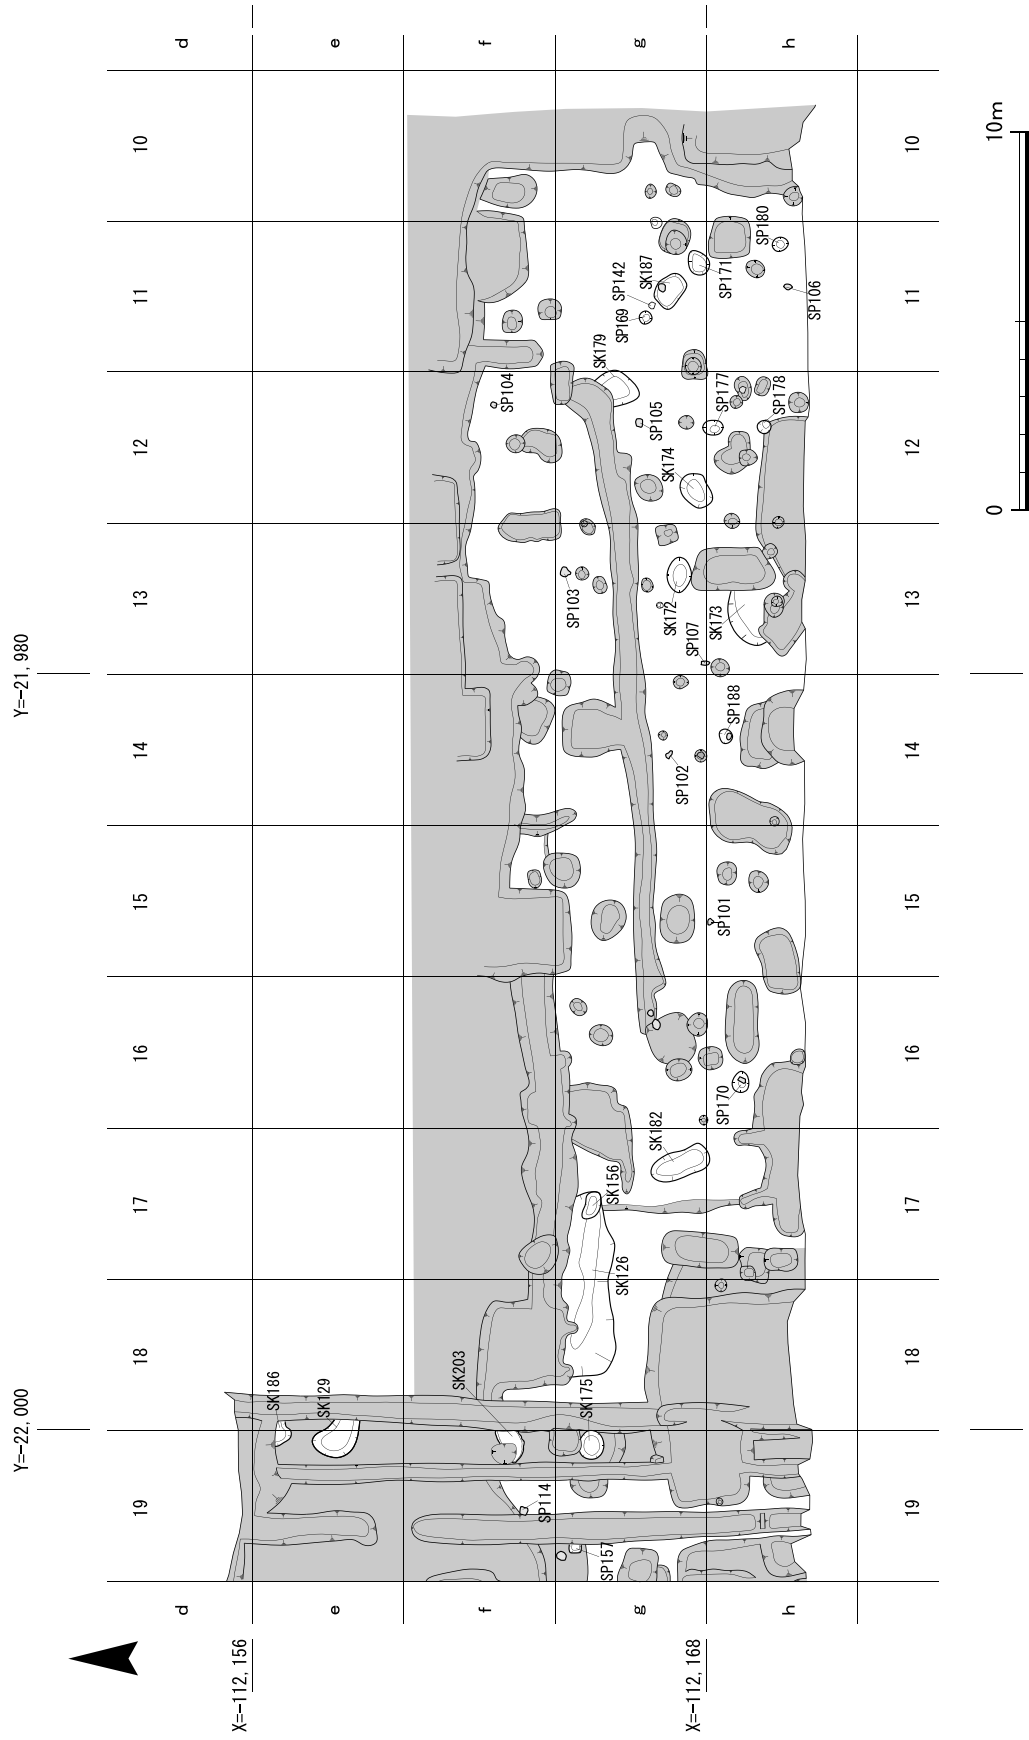 d
e
f
g
h
10
10
10m
11
11
12
12
0
13
13
Y=−21, 980
14
14
15
15
16
16
17
17
18
18
Y=−22, 000
19
19
SP180
SK187
SP142
SP171
SP169
SP106
SK179
SP104
SP177
SP178
SP105
SK174
SP103
SK172
SK173
SP107
SP188
SP102
SP101
SP170
SK182
SK156
SK126
SK203
SK186
SK129
SK175
SP114
SP157
d
e
f
g
h
X=−112, 156
X=−112, 168